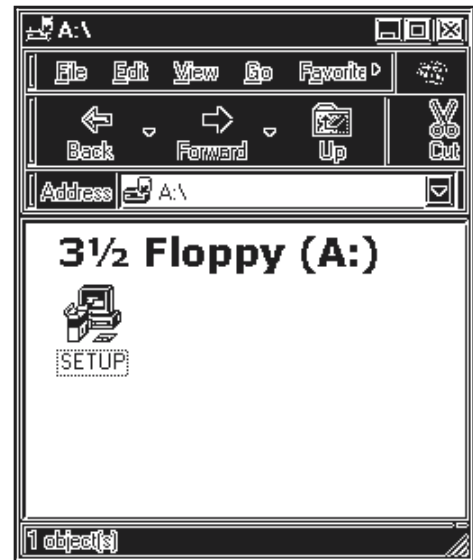 A:\
File Edit View Go Favorite
Back Forward Up Cut
Address A:\
3½ Floppy (A:)
SETUP
1 object(s)